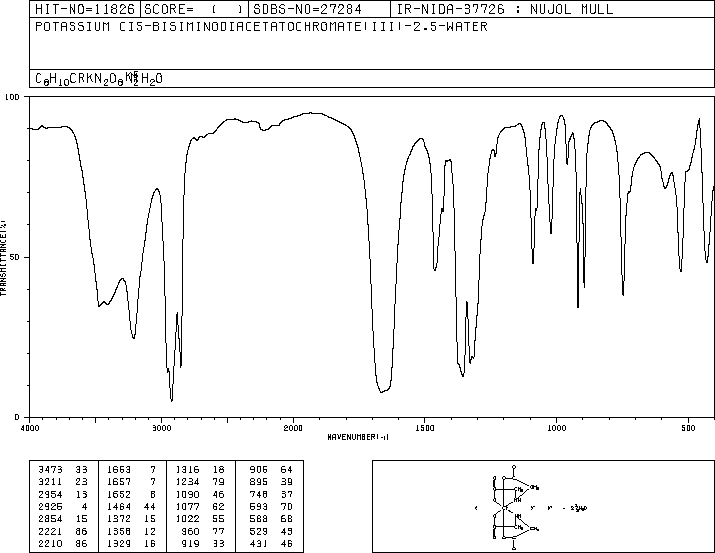 HIT-NO=11826 SCORE= ( ) SDBS-NO=27284 IR-NIDA-37726 : NUJOL MULL
POTASSIUM CIS-BISIMINODIACETATOCHROMATE(III)-2.5-WATER
C8H10CRKN2O8 H2O
100
50
0
TRANSMITTANCE(%)
4000 3000 2000 1500 1000 500
WAVENUMBER(-1)
3473 33 1663 7 1316 18 906 64
3211 23 1657 7 1234 79 895 39
2954 13 1652 8 1090 46 748 37
2925 4 1464 44 1077 62 593 70
2854 15 1372 15 1022 55 588 68
2221 86 1358 12 960 77 529 43
2210 86 1329 16 919 33 431 46